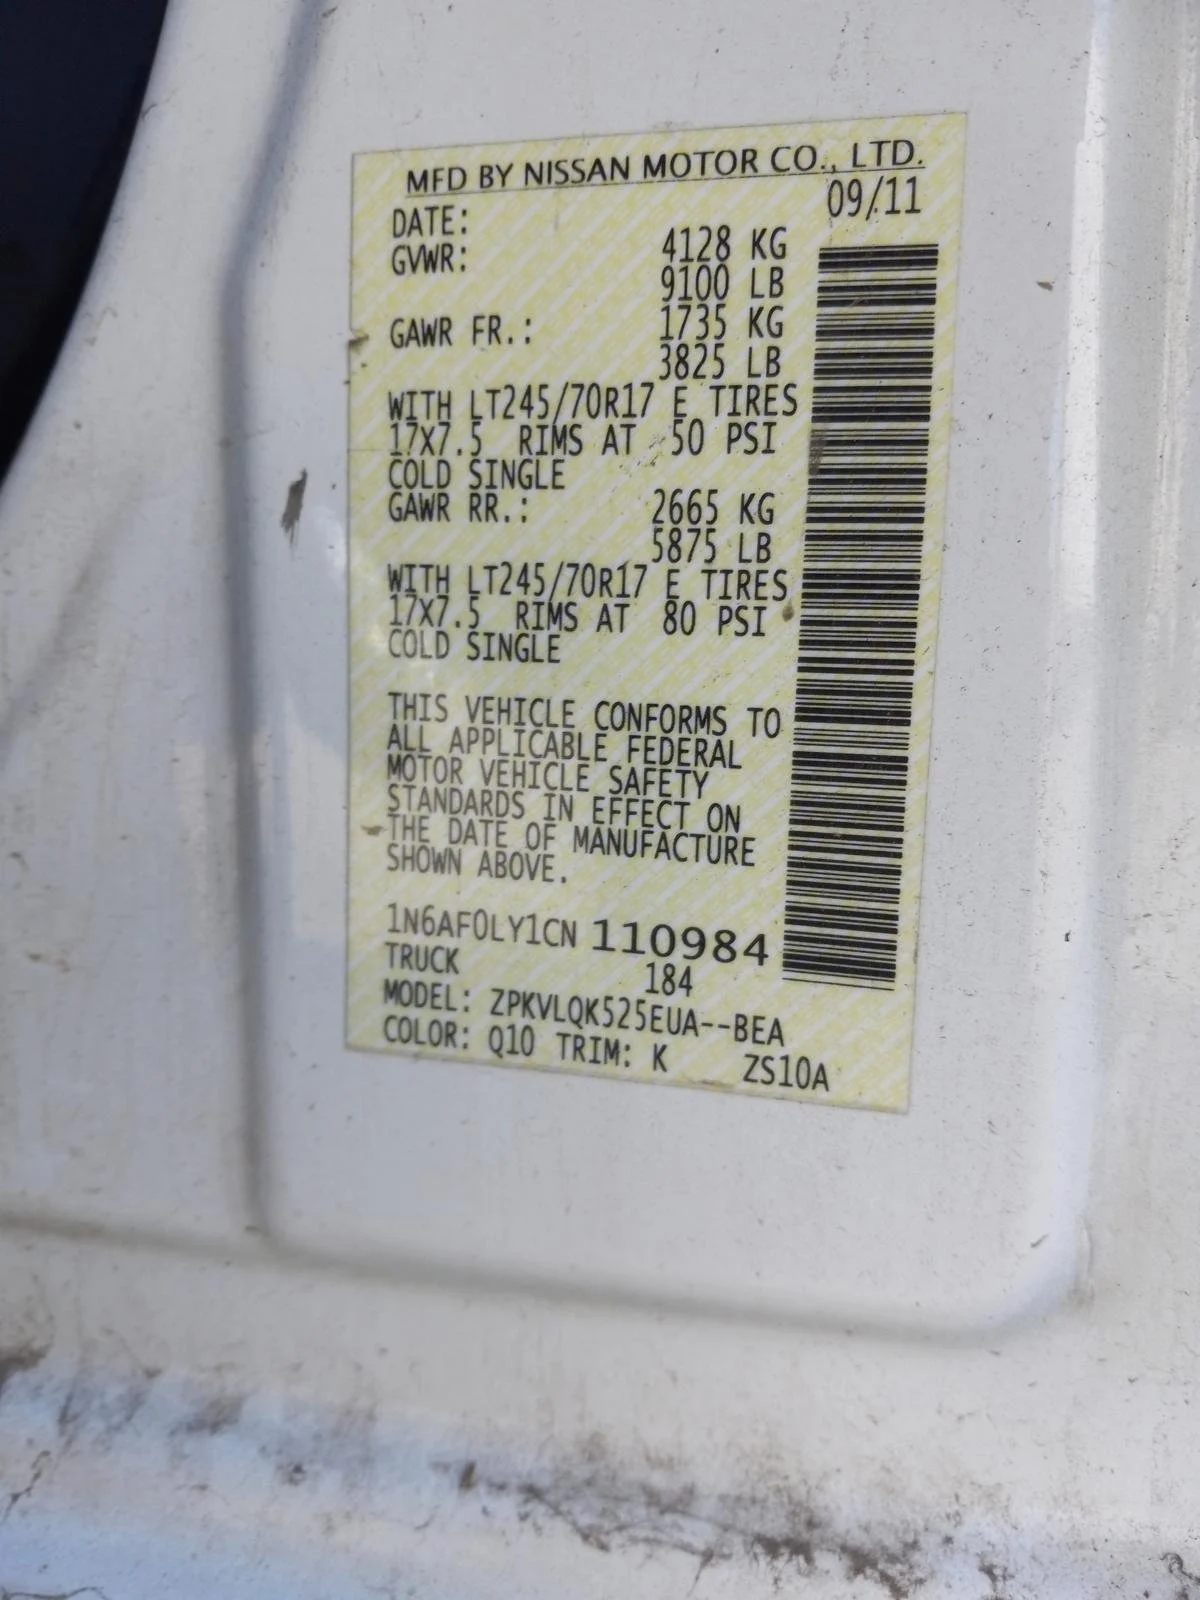 MFD BY NISSAN MOTOR CO., LTD.
DATE: 09/11
GVWR: 4128 KG
9100 LB
GAWR FR.: 1735 KG
3825 LB
WITH LT245/70R17 E TIRES
17X7.5 RIMS AT 50 PSI
COLD SINGLE
GAWR RR.: 2665 KG
5875 LB
WITH LT245/70R17 E TIRES
17X7.5 RIMS AT 80 PSI
COLD SINGLE
THIS VEHICLE CONFORMS TO
ALL APPLICABLE FEDERAL
MOTOR VEHICLE SAFETY
STANDARDS IN EFFECT ON
THE DATE OF MANUFACTURE
SHOWN ABOVE.
1N6AF0LY1CN 110984
TRUCK 184
MODEL: ZPKVLQK525EUA--BEA
COLOR: Q10 TRIM: K ZS10A